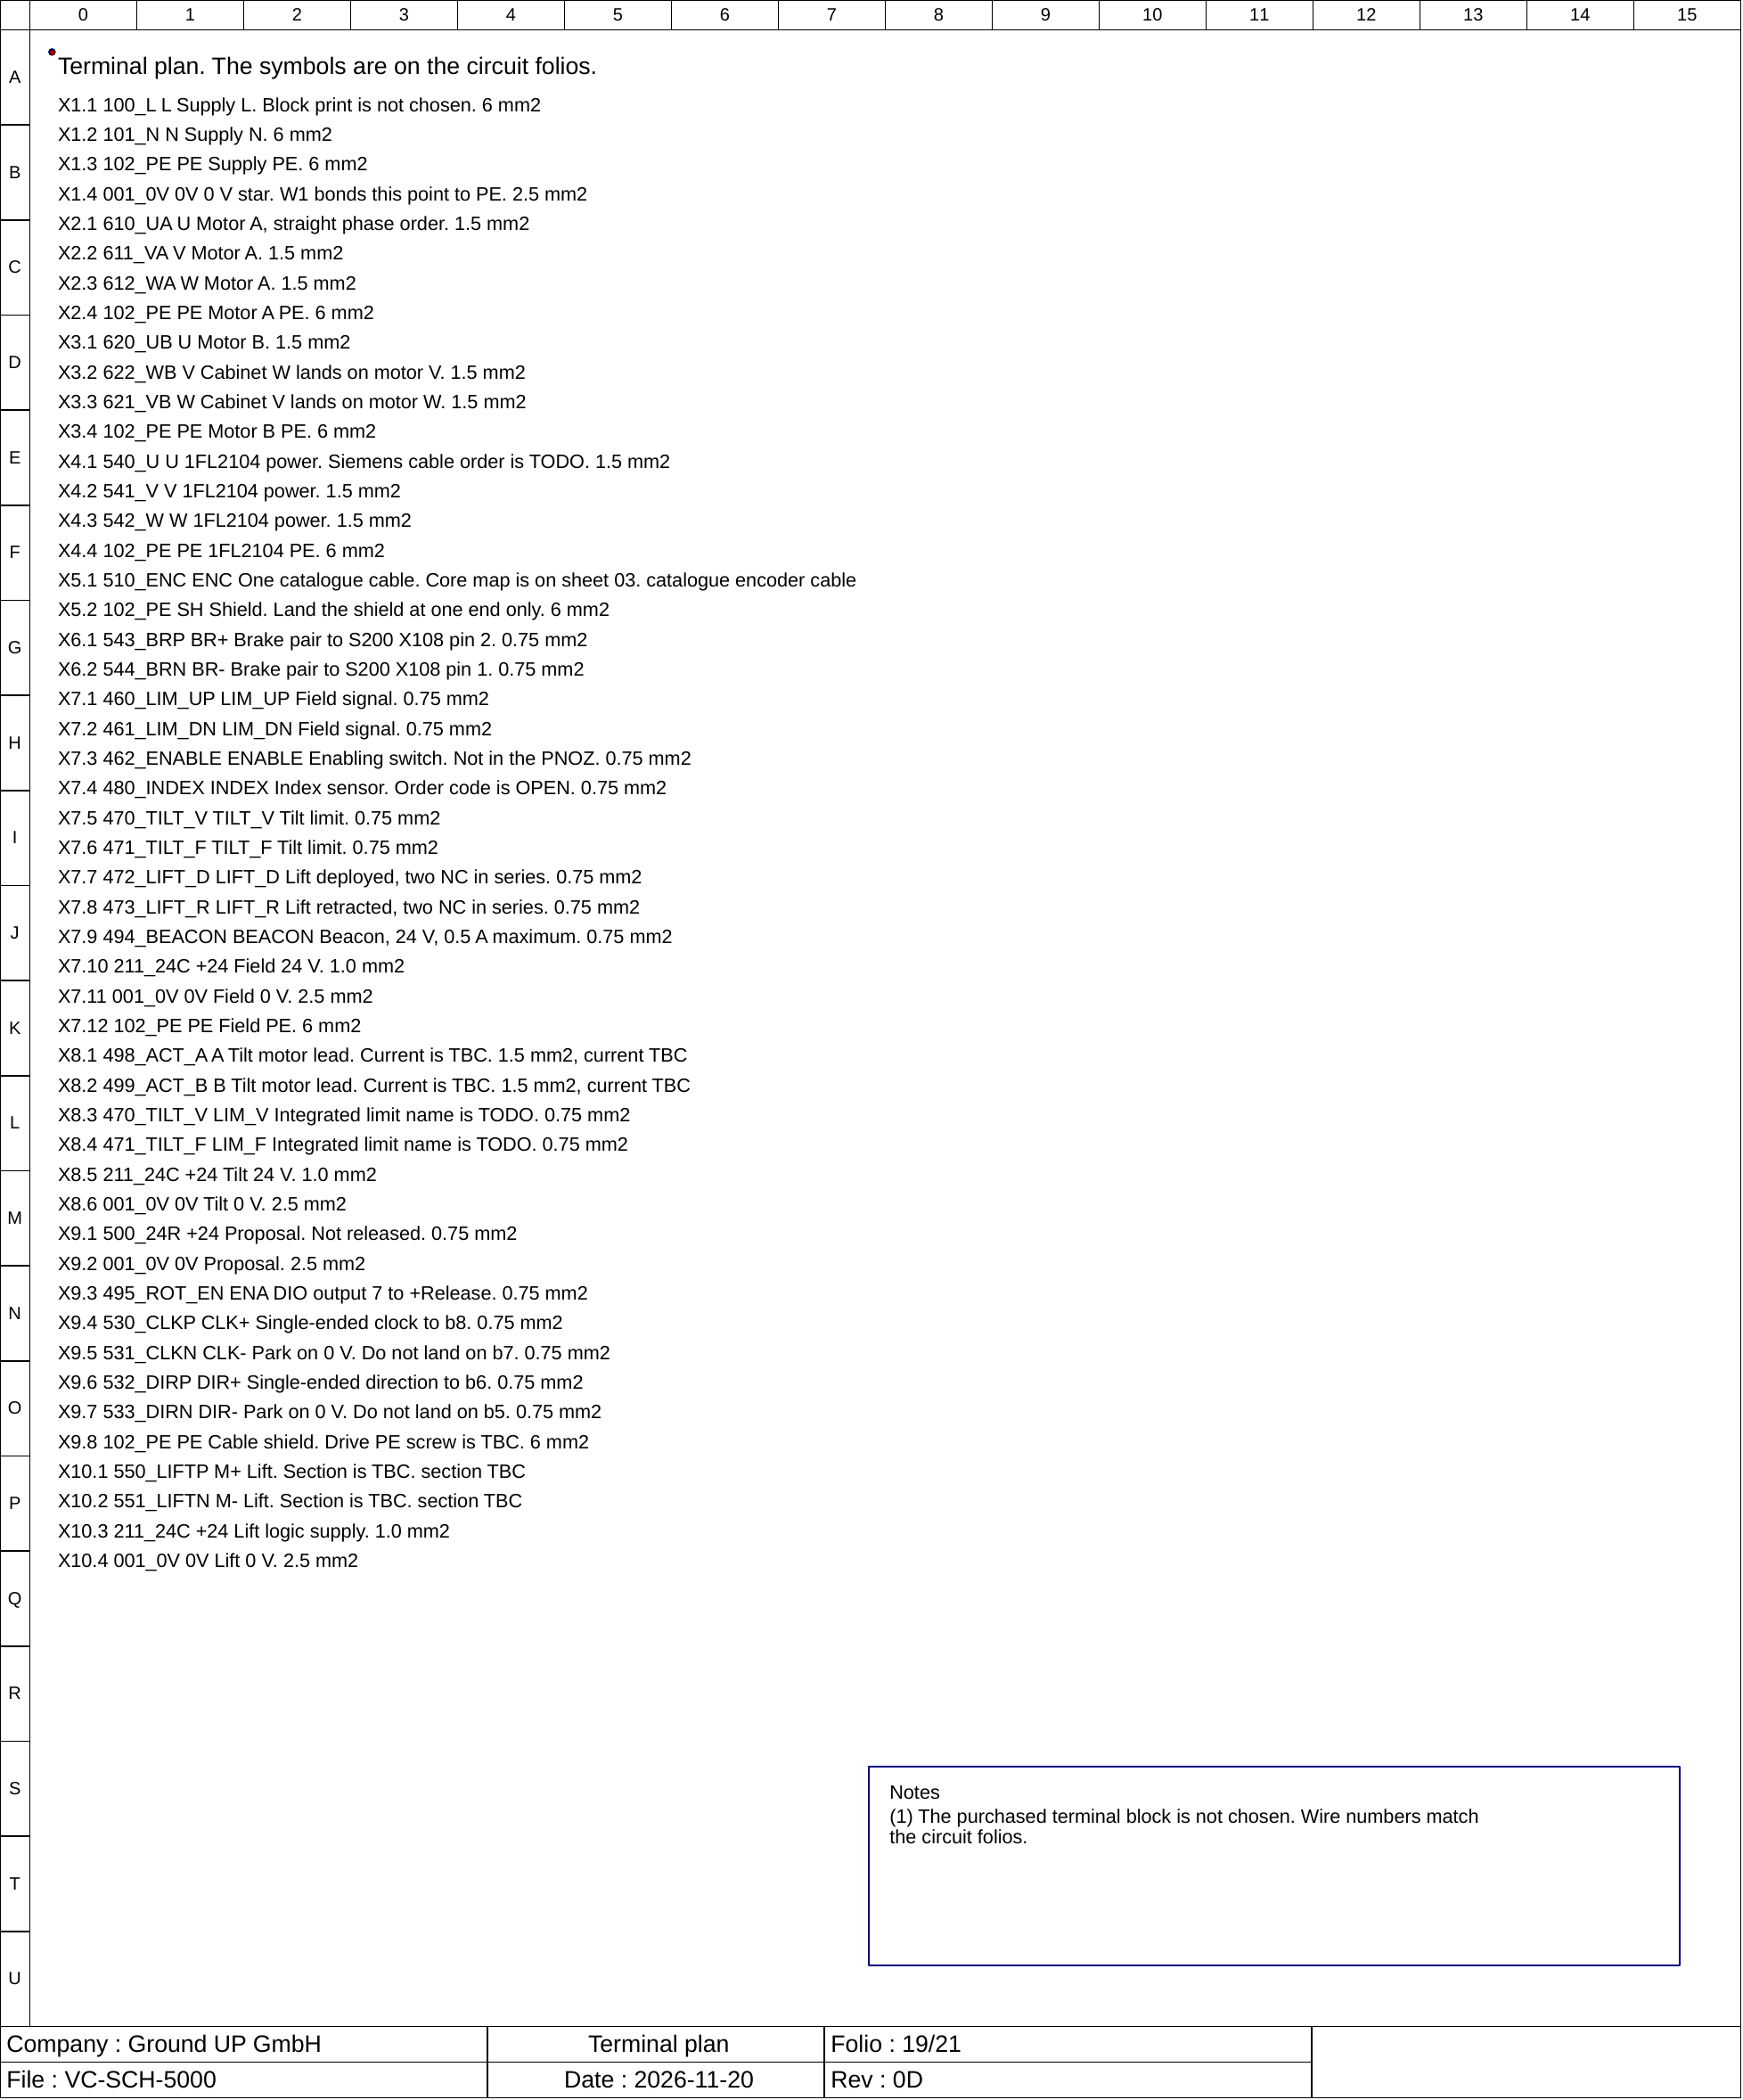 0 1 2 3 4 5 6 7 8 9 10 11 12 13 14 15
A
B
C
D
E
F
G
H
I
J
K
L
M
N
O
P
Q
R
S
T
U
Terminal plan. The symbols are on the circuit folios.
X1.1 100_L L Supply L. Block print is not chosen. 6 mm2
X1.2 101_N N Supply N. 6 mm2
X1.3 102_PE PE Supply PE. 6 mm2
X1.4 001_0V 0V 0 V star. W1 bonds this point to PE. 2.5 mm2
X2.1 610_UA U Motor A, straight phase order. 1.5 mm2
X2.2 611_VA V Motor A. 1.5 mm2
X2.3 612_WA W Motor A. 1.5 mm2
X2.4 102_PE PE Motor A PE. 6 mm2
X3.1 620_UB U Motor B. 1.5 mm2
X3.2 622_WB V Cabinet W lands on motor V. 1.5 mm2
X3.3 621_VB W Cabinet V lands on motor W. 1.5 mm2
X3.4 102_PE PE Motor B PE. 6 mm2
X4.1 540_U U 1FL2104 power. Siemens cable order is TODO. 1.5 mm2
X4.2 541_V V 1FL2104 power. 1.5 mm2
X4.3 542_W W 1FL2104 power. 1.5 mm2
X4.4 102_PE PE 1FL2104 PE. 6 mm2
X5.1 510_ENC ENC One catalogue cable. Core map is on sheet 03. catalogue encoder cable
X5.2 102_PE SH Shield. Land the shield at one end only. 6 mm2
X6.1 543_BRP BR+ Brake pair to S200 X108 pin 2. 0.75 mm2
X6.2 544_BRN BR- Brake pair to S200 X108 pin 1. 0.75 mm2
X7.1 460_LIM_UP LIM_UP Field signal. 0.75 mm2
X7.2 461_LIM_DN LIM_DN Field signal. 0.75 mm2
X7.3 462_ENABLE ENABLE Enabling switch. Not in the PNOZ. 0.75 mm2
X7.4 480_INDEX INDEX Index sensor. Order code is OPEN. 0.75 mm2
X7.5 470_TILT_V TILT_V Tilt limit. 0.75 mm2
X7.6 471_TILT_F TILT_F Tilt limit. 0.75 mm2
X7.7 472_LIFT_D LIFT_D Lift deployed, two NC in series. 0.75 mm2
X7.8 473_LIFT_R LIFT_R Lift retracted, two NC in series. 0.75 mm2
X7.9 494_BEACON BEACON Beacon, 24 V, 0.5 A maximum. 0.75 mm2
X7.10 211_24C +24 Field 24 V. 1.0 mm2
X7.11 001_0V 0V Field 0 V. 2.5 mm2
X7.12 102_PE PE Field PE. 6 mm2
X8.1 498_ACT_A A Tilt motor lead. Current is TBC. 1.5 mm2, current TBC
X8.2 499_ACT_B B Tilt motor lead. Current is TBC. 1.5 mm2, current TBC
X8.3 470_TILT_V LIM_V Integrated limit name is TODO. 0.75 mm2
X8.4 471_TILT_F LIM_F Integrated limit name is TODO. 0.75 mm2
X8.5 211_24C +24 Tilt 24 V. 1.0 mm2
X8.6 001_0V 0V Tilt 0 V. 2.5 mm2
X9.1 500_24R +24 Proposal. Not released. 0.75 mm2
X9.2 001_0V 0V Proposal. 2.5 mm2
X9.3 495_ROT_EN ENA DIO output 7 to +Release. 0.75 mm2
X9.4 530_CLKP CLK+ Single-ended clock to b8. 0.75 mm2
X9.5 531_CLKN CLK- Park on 0 V. Do not land on b7. 0.75 mm2
X9.6 532_DIRP DIR+ Single-ended direction to b6. 0.75 mm2
X9.7 533_DIRN DIR- Park on 0 V. Do not land on b5. 0.75 mm2
X9.8 102_PE PE Cable shield. Drive PE screw is TBC. 6 mm2
X10.1 550_LIFTP M+ Lift. Section is TBC. section TBC
X10.2 551_LIFTN M- Lift. Section is TBC. section TBC
X10.3 211_24C +24 Lift logic supply. 1.0 mm2
X10.4 001_0V 0V Lift 0 V. 2.5 mm2
Notes
(1) The purchased terminal block is not chosen. Wire numbers match
the circuit folios.
Company : Ground UP GmbH
Terminal plan
Folio : 19/21
File : VC-SCH-5000
Date : 2026-11-20
Rev : 0D